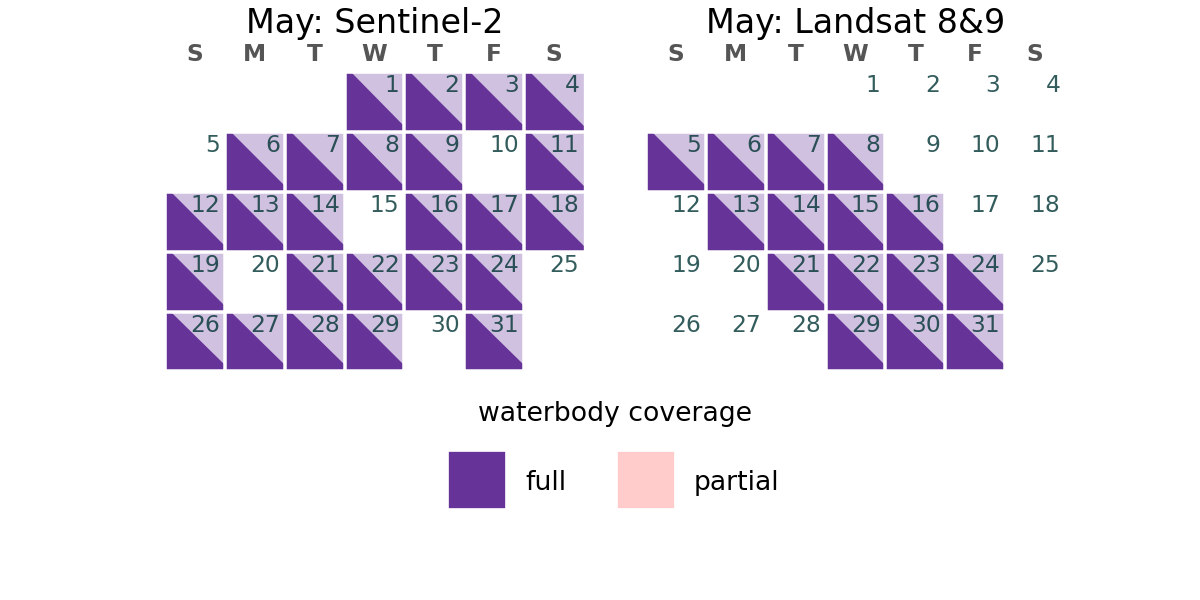 May: Sentinel-2
S M T W T F S
1 2 3 4
5 6 7 8 9 10 11
12 13 14 15 16 17 18
19 20 21 22 23 24 25
26 27 28 29 30 31
May: Landsat 8&9
S M T W T F S
1 2 3 4
5 6 7 8 9 10 11
12 13 14 15 16 17 18
19 20 21 22 23 24 25
26 27 28 29 30 31
waterbody coverage
full partial